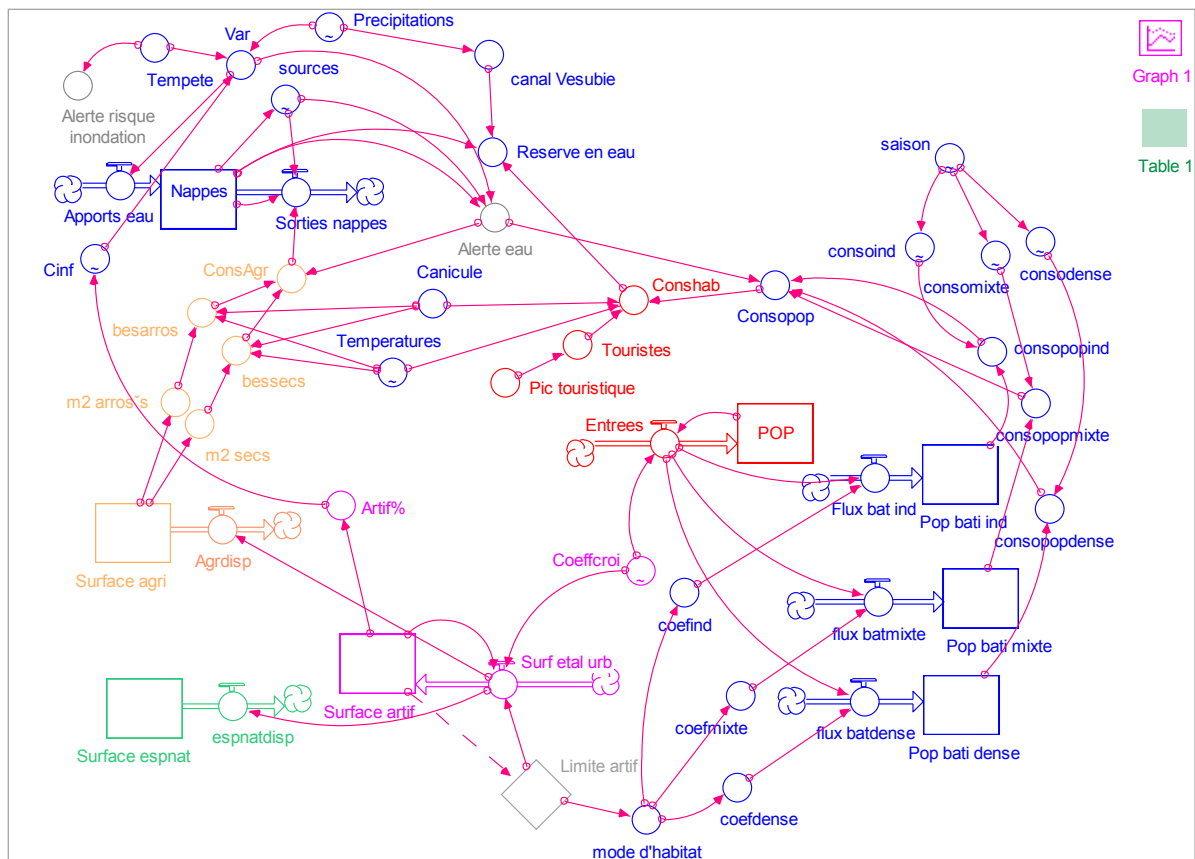 Precipitations
Var
Graph 1
Tempete
sources
canal Vesubie
Alerte risque
inondation
saison
Reserve en eau
Table 1
Nappes
Apports eau
Sorties nappes
Alerte eau
Cinf
ConsAgr
Canicule
consoind
consomixte
consodense
Conshab
Consopop
besarros
Temperatures
Touristes
consopopind
bessecs
Pic touristique
m2 arros˜s
m2 secs
Entrees
POP
consopopmixte
Artif%
Flux bat ind
Pop bati ind
Agrdisp
Surface agri
Coeffcroi
consopopdense
coefind
flux batmixte
Pop bati mixte
Surf etal urb
Surface artif
coefmixte
flux batdense
Pop bati dense
Surface espnat
espnatdisp
Limite artif
coefdense
mode d'habitat
~
~
~
~
~
~
~
~
~
~